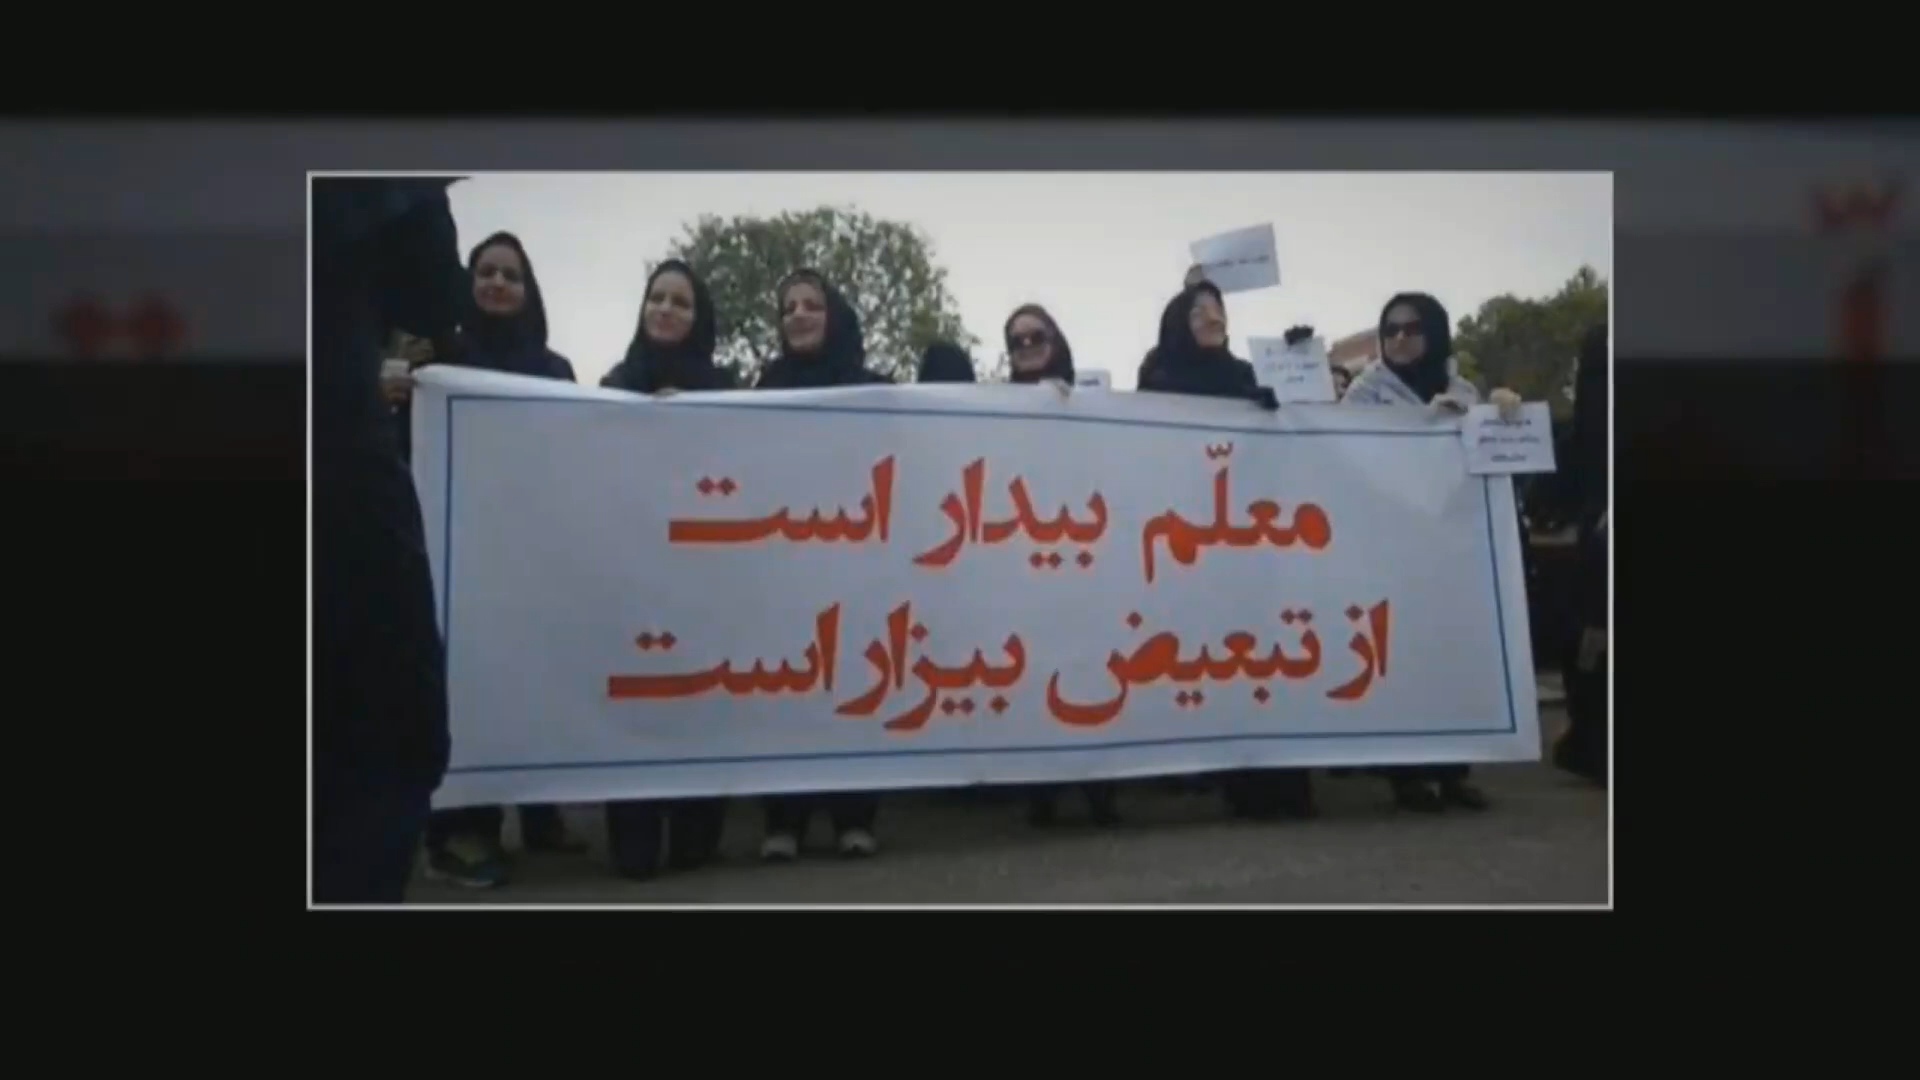 معلّم بیدار است
از تبعیض بیزار است